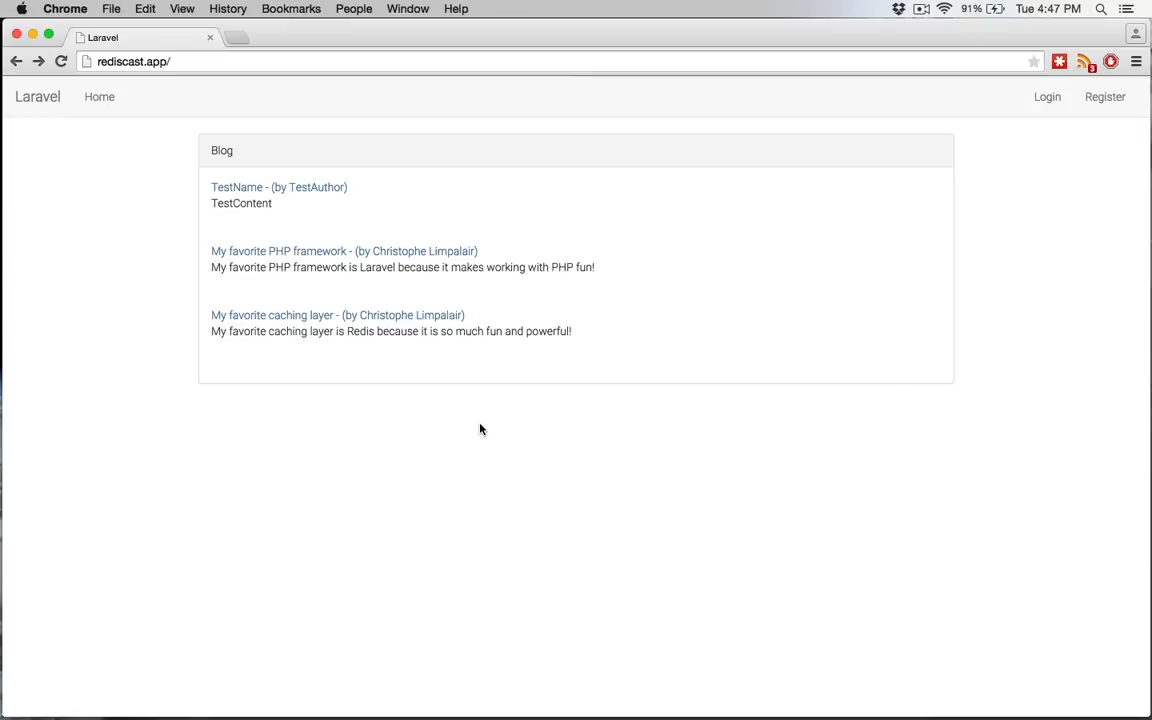 Chrome File Edit View History Bookmarks People Window Help 91% Tue 4:47 PM
Laravel
rediscast.app/
3
Laravel Home Login Register
Blog
TestName - (by TestAuthor)
TestContent
My favorite PHP framework - (by Christophe Limpalair)
My favorite PHP framework is Laravel because it makes working with PHP fun!
My favorite caching layer - (by Christophe Limpalair)
My favorite caching layer is Redis because it is so much fun and powerful!